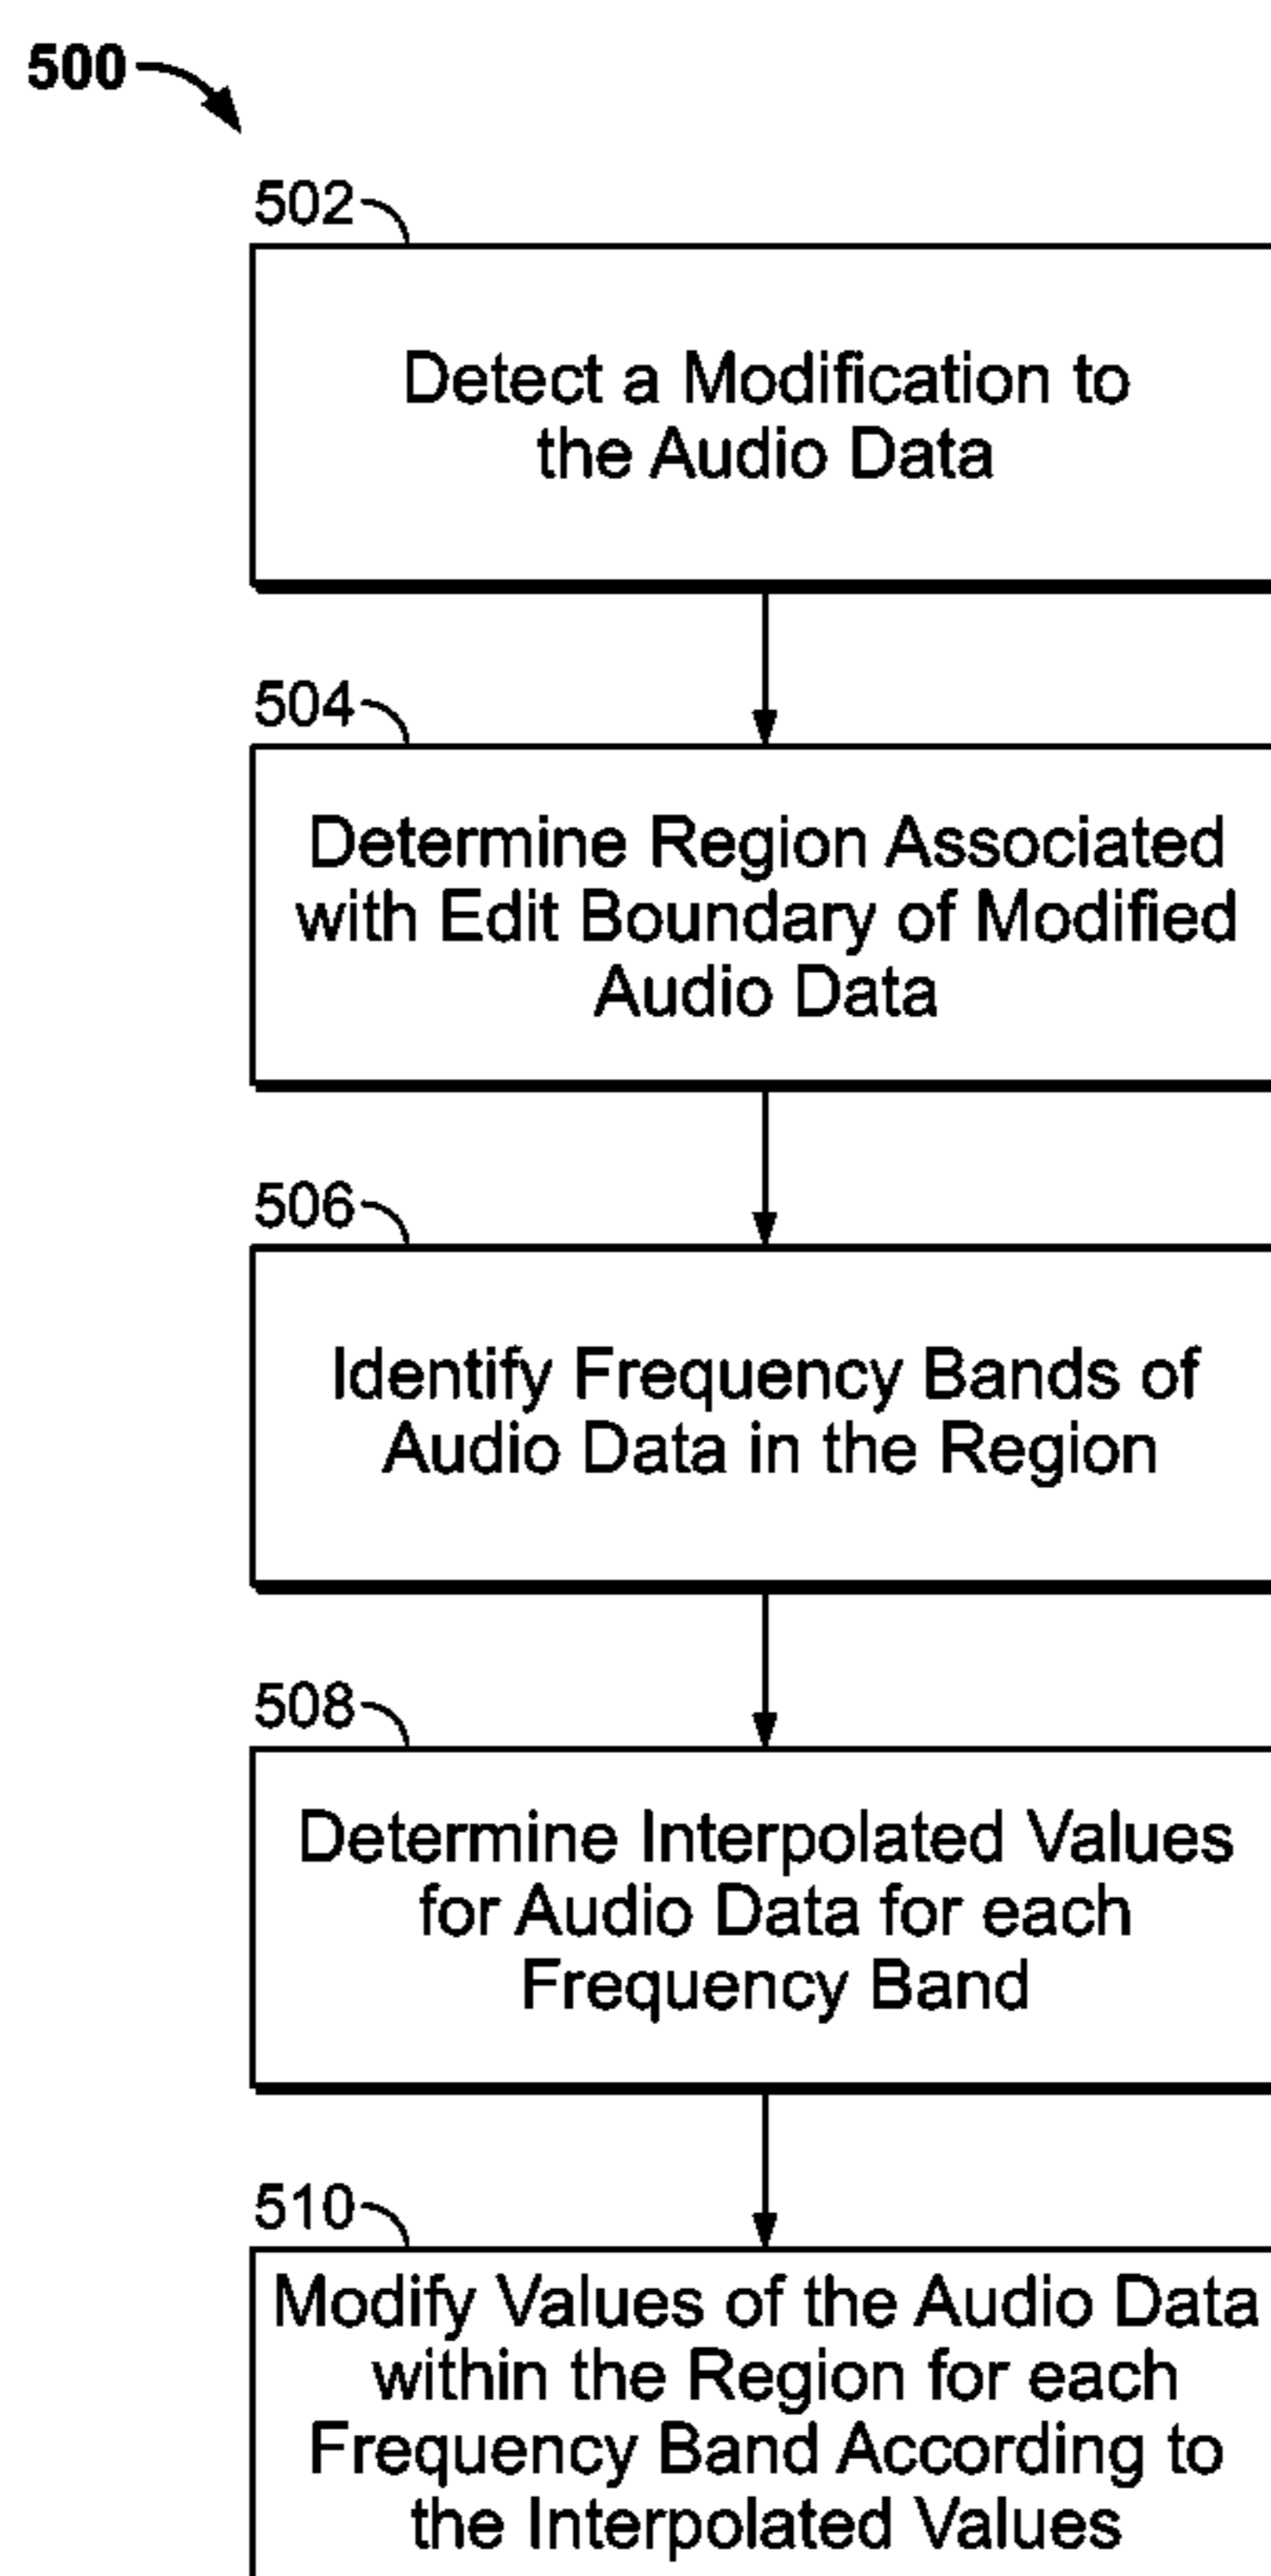 500
502
Detect a Modification to
the Audio Data
504
Determine Region Associated
with Edit Boundary of Modified
Audio Data
506
Identify Frequency Bands of
Audio Data in the Region
508
Determine Interpolated Values
for Audio Data for each
Frequency Band
510
Modify Values of the Audio Data
within the Region for each
Frequency Band According to
the Interpolated Values